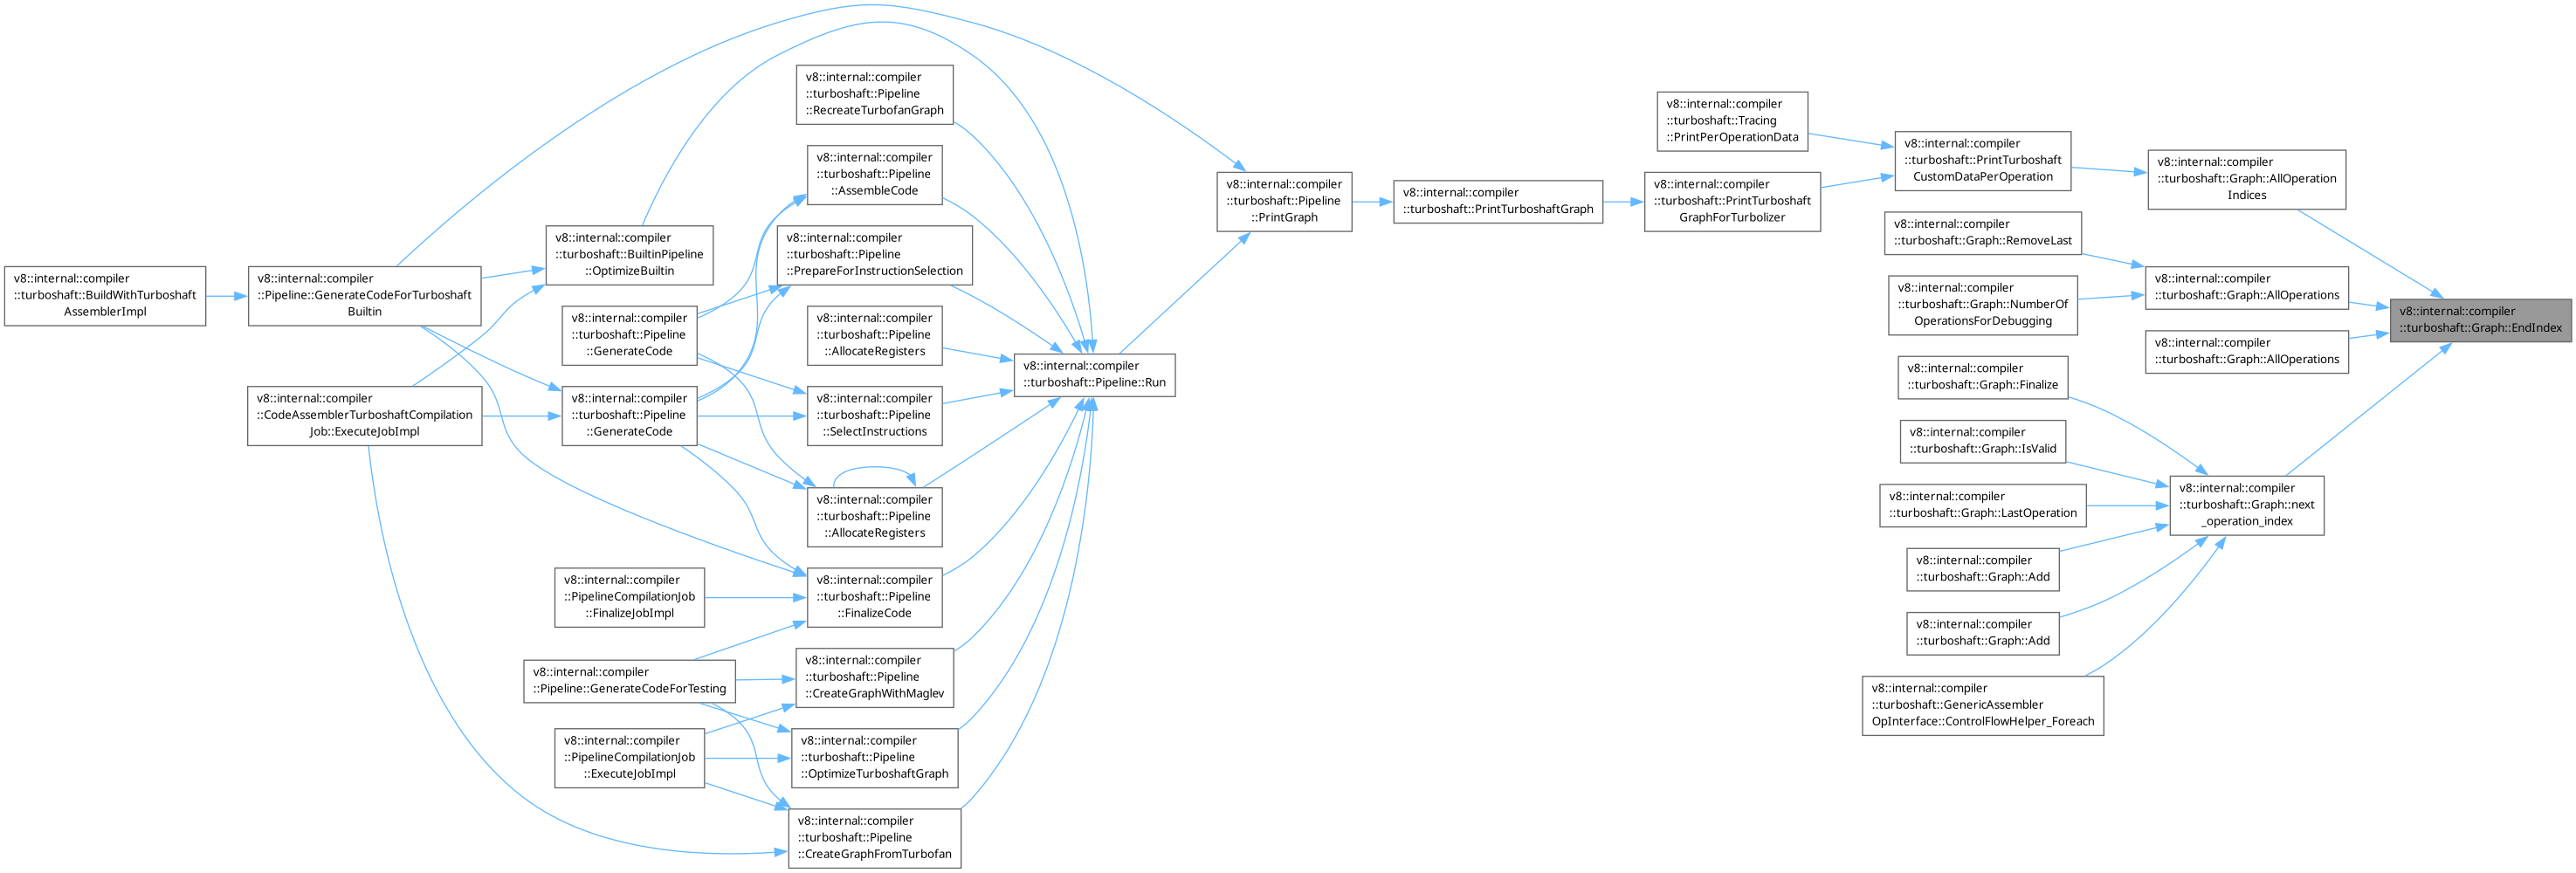 v8::internal::compiler
::turboshaft::BuildWithTurboshaft
AssemblerImpl
v8::internal::compiler
::Pipeline::GenerateCodeForTurboshaft
Builtin
v8::internal::compiler
::CodeAssemblerTurboshaftCompilation
Job::ExecuteJobImpl
v8::internal::compiler
::turboshaft::BuiltinPipeline
::OptimizeBuiltin
v8::internal::compiler
::turboshaft::Pipeline
::GenerateCode
v8::internal::compiler
::turboshaft::Pipeline
::GenerateCode
v8::internal::compiler
::PipelineCompilationJob
::FinalizeJobImpl
v8::internal::compiler
::Pipeline::GenerateCodeForTesting
v8::internal::compiler
::PipelineCompilationJob
::ExecuteJobImpl
v8::internal::compiler
::turboshaft::Pipeline
::RecreateTurbofanGraph
v8::internal::compiler
::turboshaft::Pipeline
::AssembleCode
v8::internal::compiler
::turboshaft::Pipeline
::PrepareForInstructionSelection
v8::internal::compiler
::turboshaft::Pipeline
::AllocateRegisters
v8::internal::compiler
::turboshaft::Pipeline
::SelectInstructions
v8::internal::compiler
::turboshaft::Pipeline
::AllocateRegisters
v8::internal::compiler
::turboshaft::Pipeline
::FinalizeCode
v8::internal::compiler
::turboshaft::Pipeline
::CreateGraphWithMaglev
v8::internal::compiler
::turboshaft::Pipeline
::OptimizeTurboshaftGraph
v8::internal::compiler
::turboshaft::Pipeline
::CreateGraphFromTurbofan
v8::internal::compiler
::turboshaft::Pipeline::Run
v8::internal::compiler
::turboshaft::Pipeline
::PrintGraph
v8::internal::compiler
::turboshaft::PrintTurboshaftGraph
v8::internal::compiler
::turboshaft::Tracing
::PrintPerOperationData
v8::internal::compiler
::turboshaft::PrintTurboshaft
GraphForTurbolizer
v8::internal::compiler
::turboshaft::PrintTurboshaft
CustomDataPerOperation
v8::internal::compiler
::turboshaft::Graph::RemoveLast
v8::internal::compiler
::turboshaft::Graph::NumberOf
OperationsForDebugging
v8::internal::compiler
::turboshaft::Graph::Finalize
v8::internal::compiler
::turboshaft::Graph::IsValid
v8::internal::compiler
::turboshaft::Graph::LastOperation
v8::internal::compiler
::turboshaft::Graph::Add
v8::internal::compiler
::turboshaft::Graph::Add
v8::internal::compiler
::turboshaft::GenericAssembler
OpInterface::ControlFlowHelper_Foreach
v8::internal::compiler
::turboshaft::Graph::AllOperation
Indices
v8::internal::compiler
::turboshaft::Graph::AllOperations
v8::internal::compiler
::turboshaft::Graph::AllOperations
v8::internal::compiler
::turboshaft::Graph::next
_operation_index
v8::internal::compiler
::turboshaft::Graph::EndIndex